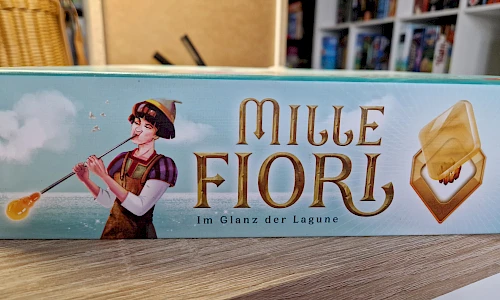 MILLE
FIORI
Im Glanz der Lagune